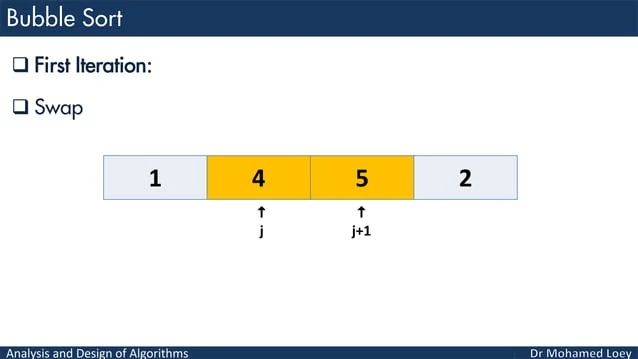 Bubble Sort
❑ First Iteration:
❑ Swap
1 4 5 2
↑ ↑
j j+1
Analysis and Design of Algorithms Dr Mohamed Loey